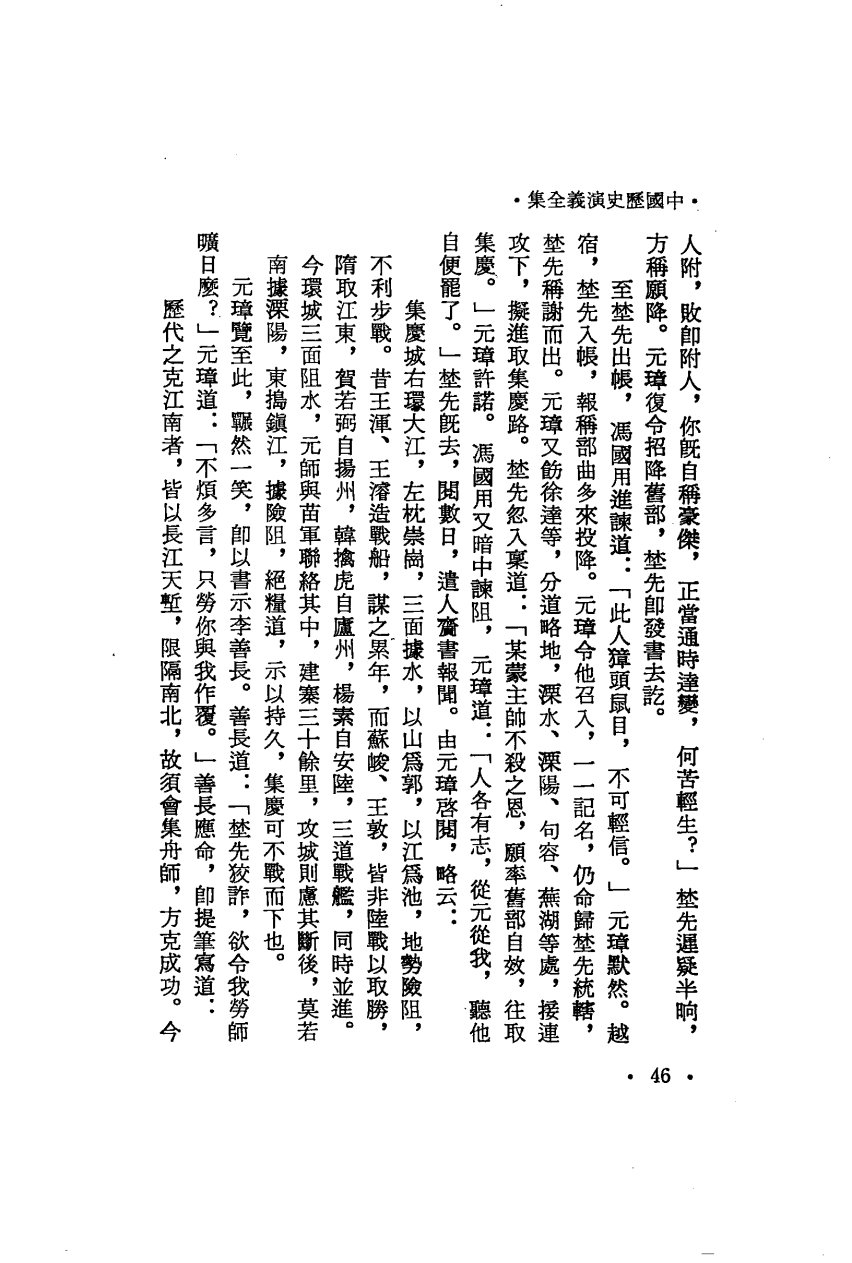 ·中國歷史演義全集·
人附，敗卽附人，你旣自稱豪傑，正當通時達變，何苦輕生？」埜先遲疑半晌，
方稱願降。元璋復令招降舊部，埜先卽發書去訖。
至埜先出帳，馮國用進諫道：「此人獐頭鼠目，不可輕信。」元璋默然。越
宿，埜先入帳，報稱部曲多來投降。元璋令他召入，一一記名，仍命歸埜先統轄，
埜先稱謝而出。元璋又飭徐達等，分道略地，溧水、溧陽、句容、蕪湖等處，接連
攻下，擬進取集慶路。埜先忽入稟道：「某蒙主帥不殺之恩，願率舊部自效，往取
集慶。」元璋許諾。馮國用又暗中諫阻，元璋道：「人各有志，從元從我，聽他
自便罷了。」埜先旣去，閱數日，遣人齎書報聞。由元璋啓閱，略云：
集慶城右環大江，左枕崇崗，三面據水，以山爲郭，以江爲池，地勢險阻，
不利步戰。昔王渾、王濬造戰船，謀之累年，而蘇峻、王敦，皆非陸戰以取勝，
隋取江東，賀若弼自揚州，韓擒虎自廬州，楊素自安陸，三道戰艦，同時並進。
今環城三面阻水，元師與苗軍聯絡其中，建寨三十餘里，攻城則慮其斷後，莫若
南據溧陽，東搗鎭江，據險阻，絕糧道，示以持久，集慶可不戰而下也。
元璋覽至此，冁然一笑，卽以書示李善長。善長道：「埜先狡詐，欲令我勞師
曠日麼？」元璋道：「不煩多言，只勞你與我作覆。」善長應命，卽提筆寫道：
歷代之克江南者，皆以長江天塹，限隔南北，故須會集舟師，方克成功。今
· 46 ·